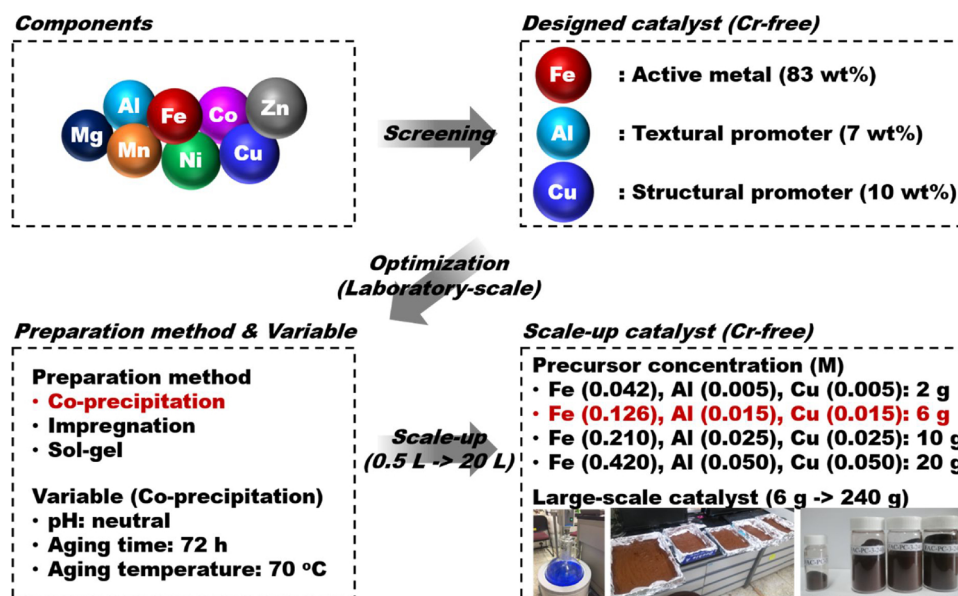 Components
Al
Fe
Co
Zn
Mg
Mn
Ni
Cu
Screening
Designed catalyst (Cr-free)
Fe : Active metal (83 wt%)
Al : Textural promoter (7 wt%)
Cu : Structural promoter (10 wt%)
Optimization
(Laboratory-scale)
Preparation method & Variable
Preparation method
• Co-precipitation
• Impregnation
• Sol-gel
Variable (Co-precipitation)
• pH: neutral
• Aging time: 72 h
• Aging temperature: 70 ºC
Scale-up
(0.5 L -> 20 L)
Scale-up catalyst (Cr-free)
Precursor concentration (M)
• Fe (0.042), Al (0.005), Cu (0.005): 2 g
• Fe (0.126), Al (0.015), Cu (0.015): 6 g
• Fe (0.210), Al (0.025), Cu (0.025): 10 g
• Fe (0.420), Al (0.050), Cu (0.050): 20 g
Large-scale catalyst (6 g -> 240 g)